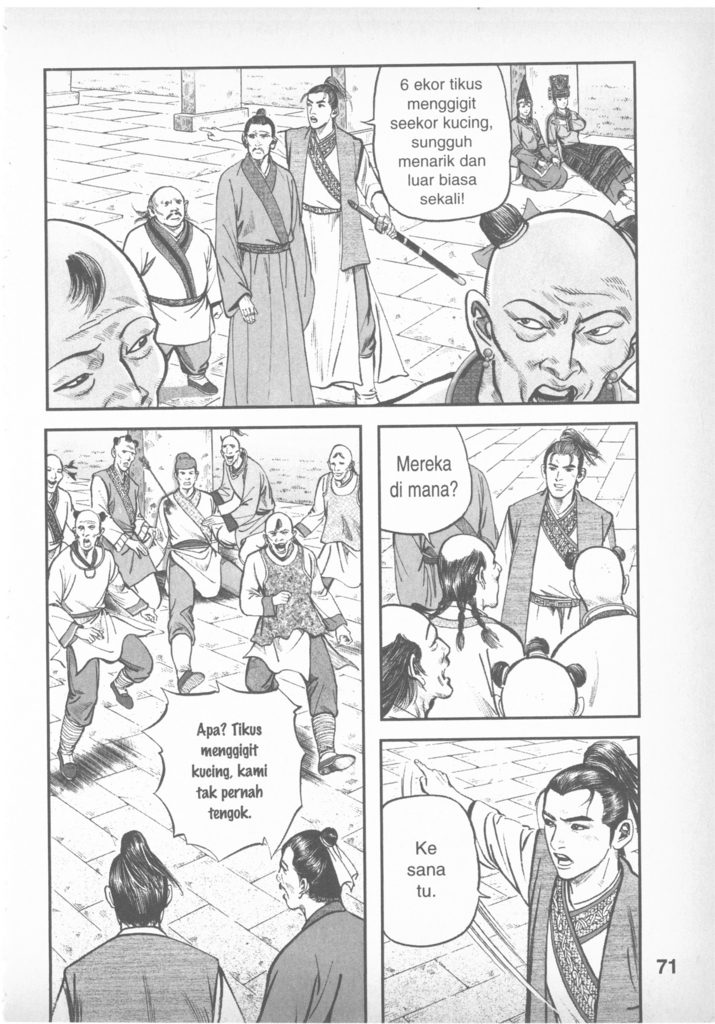 6 ekor tikus
menggigit
seekor kucing,
sungguh
menarik dan
luar biasa
sekali!
Apa? Tikus
menggigit
kucing, kami
tak pernah
tengok.
Mereka
di mana?
Ke
sana
tu.
71